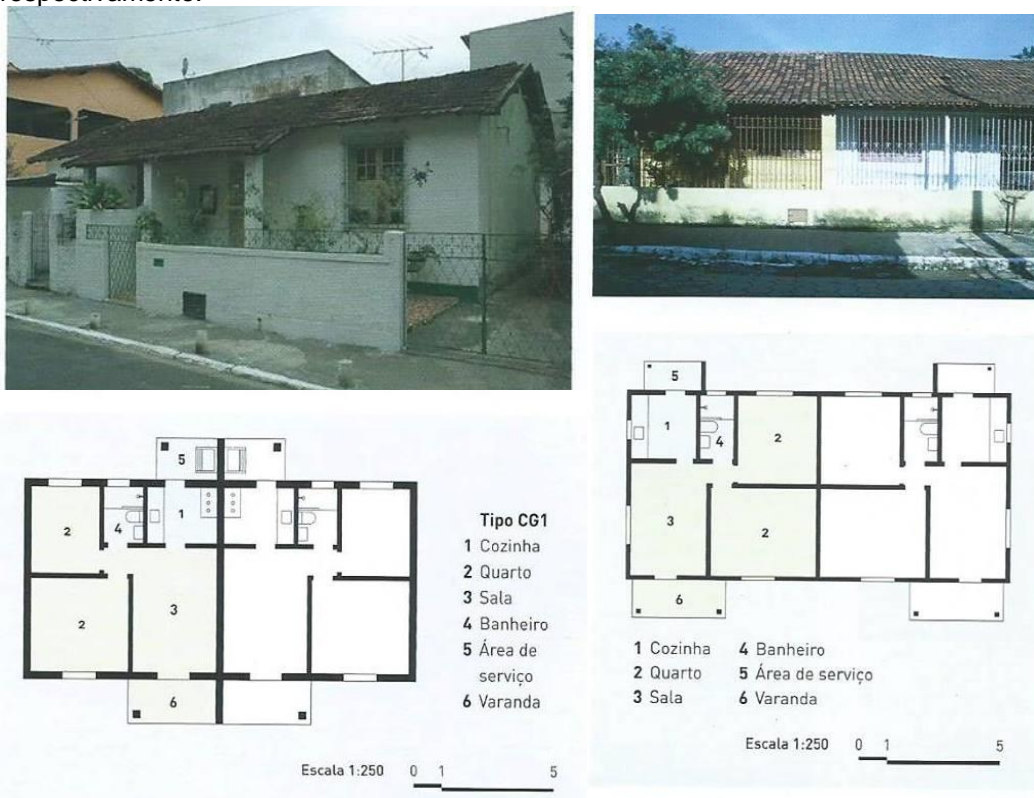 respectivamente.
5
2
4
1
2
3
6
Tipo CG1
1 Cozinha
2 Quarto
3 Sala
4 Banheiro
5 Área de
serviço
6 Varanda
Escala 1:250 0 1 5
5
1
4
2
3
2
6
1 Cozinha 4 Banheiro
2 Quarto 5 Área de serviço
3 Sala 6 Varanda
Escala 1:250 0 1 5